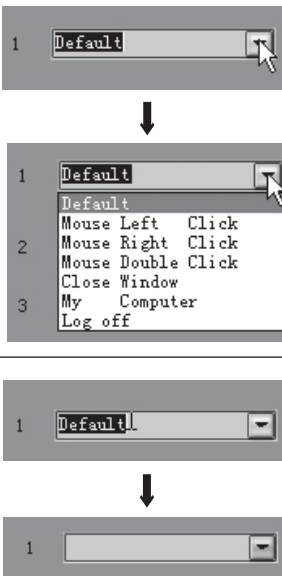 1 Default
1 Default
Default
Mouse Left Click
2 Mouse Right Click
Mouse Double Click
Close Window
3 My Computer
Log off
1 Default
1